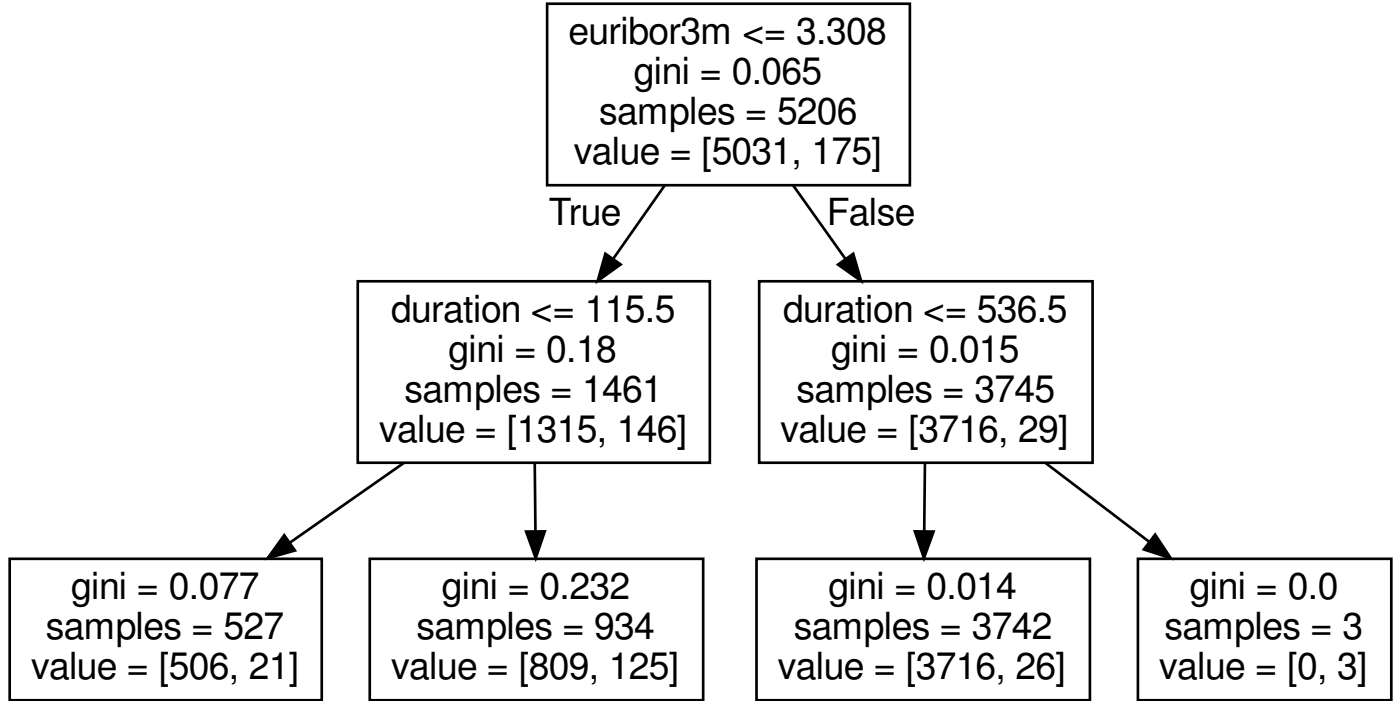 euribor3m <= 3.308
gini = 0.065
samples = 5206
value = [5031, 175]
True
False
duration <= 115.5
gini = 0.18
samples = 1461
value = [1315, 146]
duration <= 536.5
gini = 0.015
samples = 3745
value = [3716, 29]
gini = 0.077
samples = 527
value = [506, 21]
gini = 0.232
samples = 934
value = [809, 125]
gini = 0.014
samples = 3742
value = [3716, 26]
gini = 0.0
samples = 3
value = [0, 3]